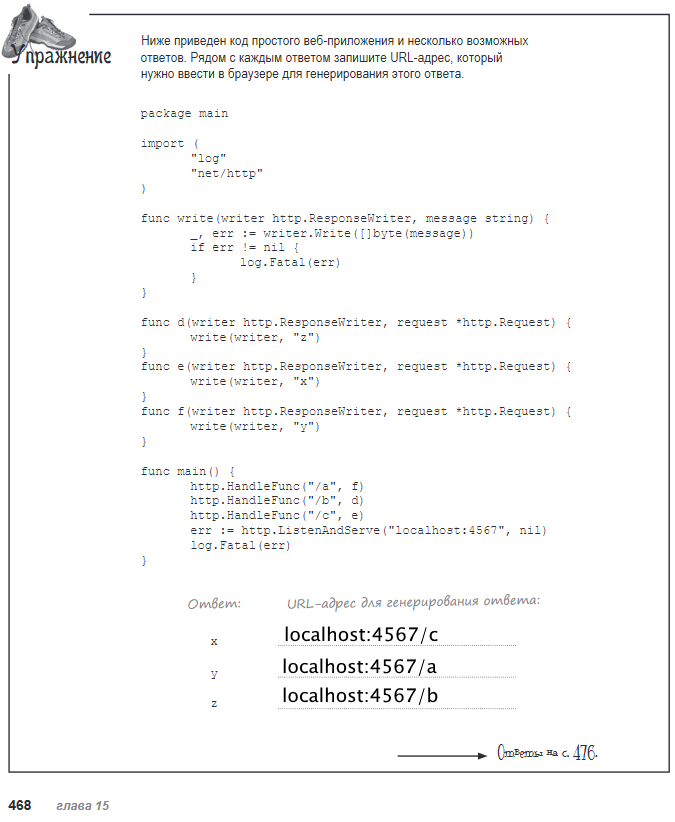 Упражнение
Ниже приведен код простого веб-приложения и несколько возможных
ответов. Рядом с каждым ответом запишите URL-адрес, который
нужно ввести в браузере для генерирования этого ответа.
package main
import (
"log"
"net/http"
)
func write(writer http.ResponseWriter, message string) {
_, err := writer.Write([]byte(message))
if err != nil {
log.Fatal(err)
}
}
func d(writer http.ResponseWriter, request *http.Request) {
write(writer, "z")
}
func e(writer http.ResponseWriter, request *http.Request) {
write(writer, "x")
}
func f(writer http.ResponseWriter, request *http.Request) {
write(writer, "y")
}
func main() {
http.HandleFunc("/a", f)
http.HandleFunc("/b", d)
http.HandleFunc("/c", e)
err := http.ListenAndServe("localhost:4567", nil)
log.Fatal(err)
}
Ответ: URL-адрес для генерирования ответа:
x localhost:4567/c
y localhost:4567/a
z localhost:4567/b
Ответы на с. 476.
468 глава 15